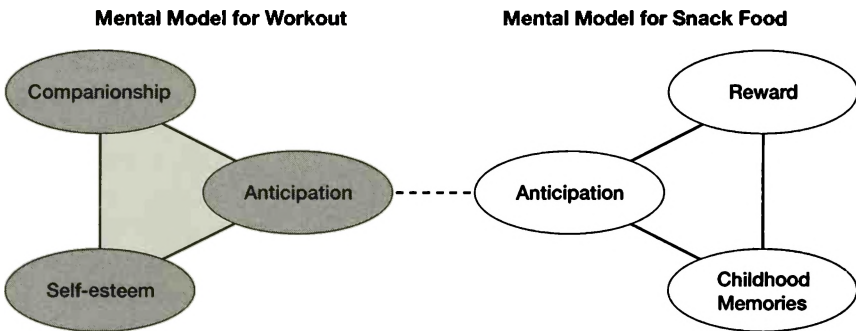 Mental Model for Workout
Mental Model for Snack Food
Companionship
Reward
Anticipation
Anticipation
Self-esteem
Childhood
Memories